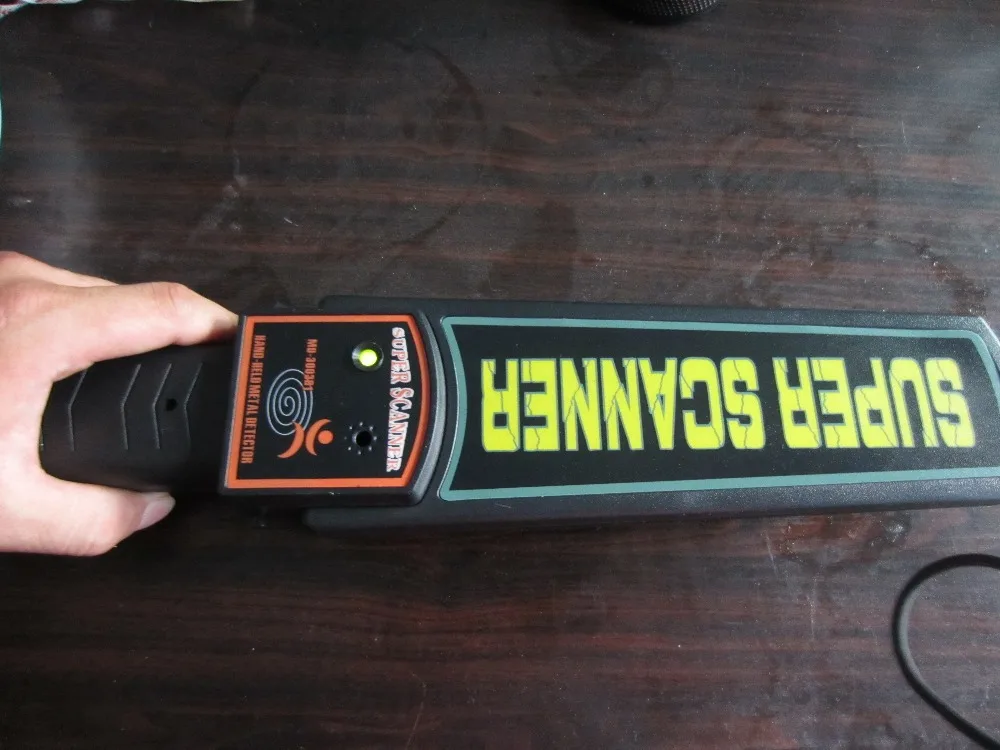 SUPER SCANNER
SUPER SCANNER
MD-3003B1
HAND-HELD METAL DETECTOR